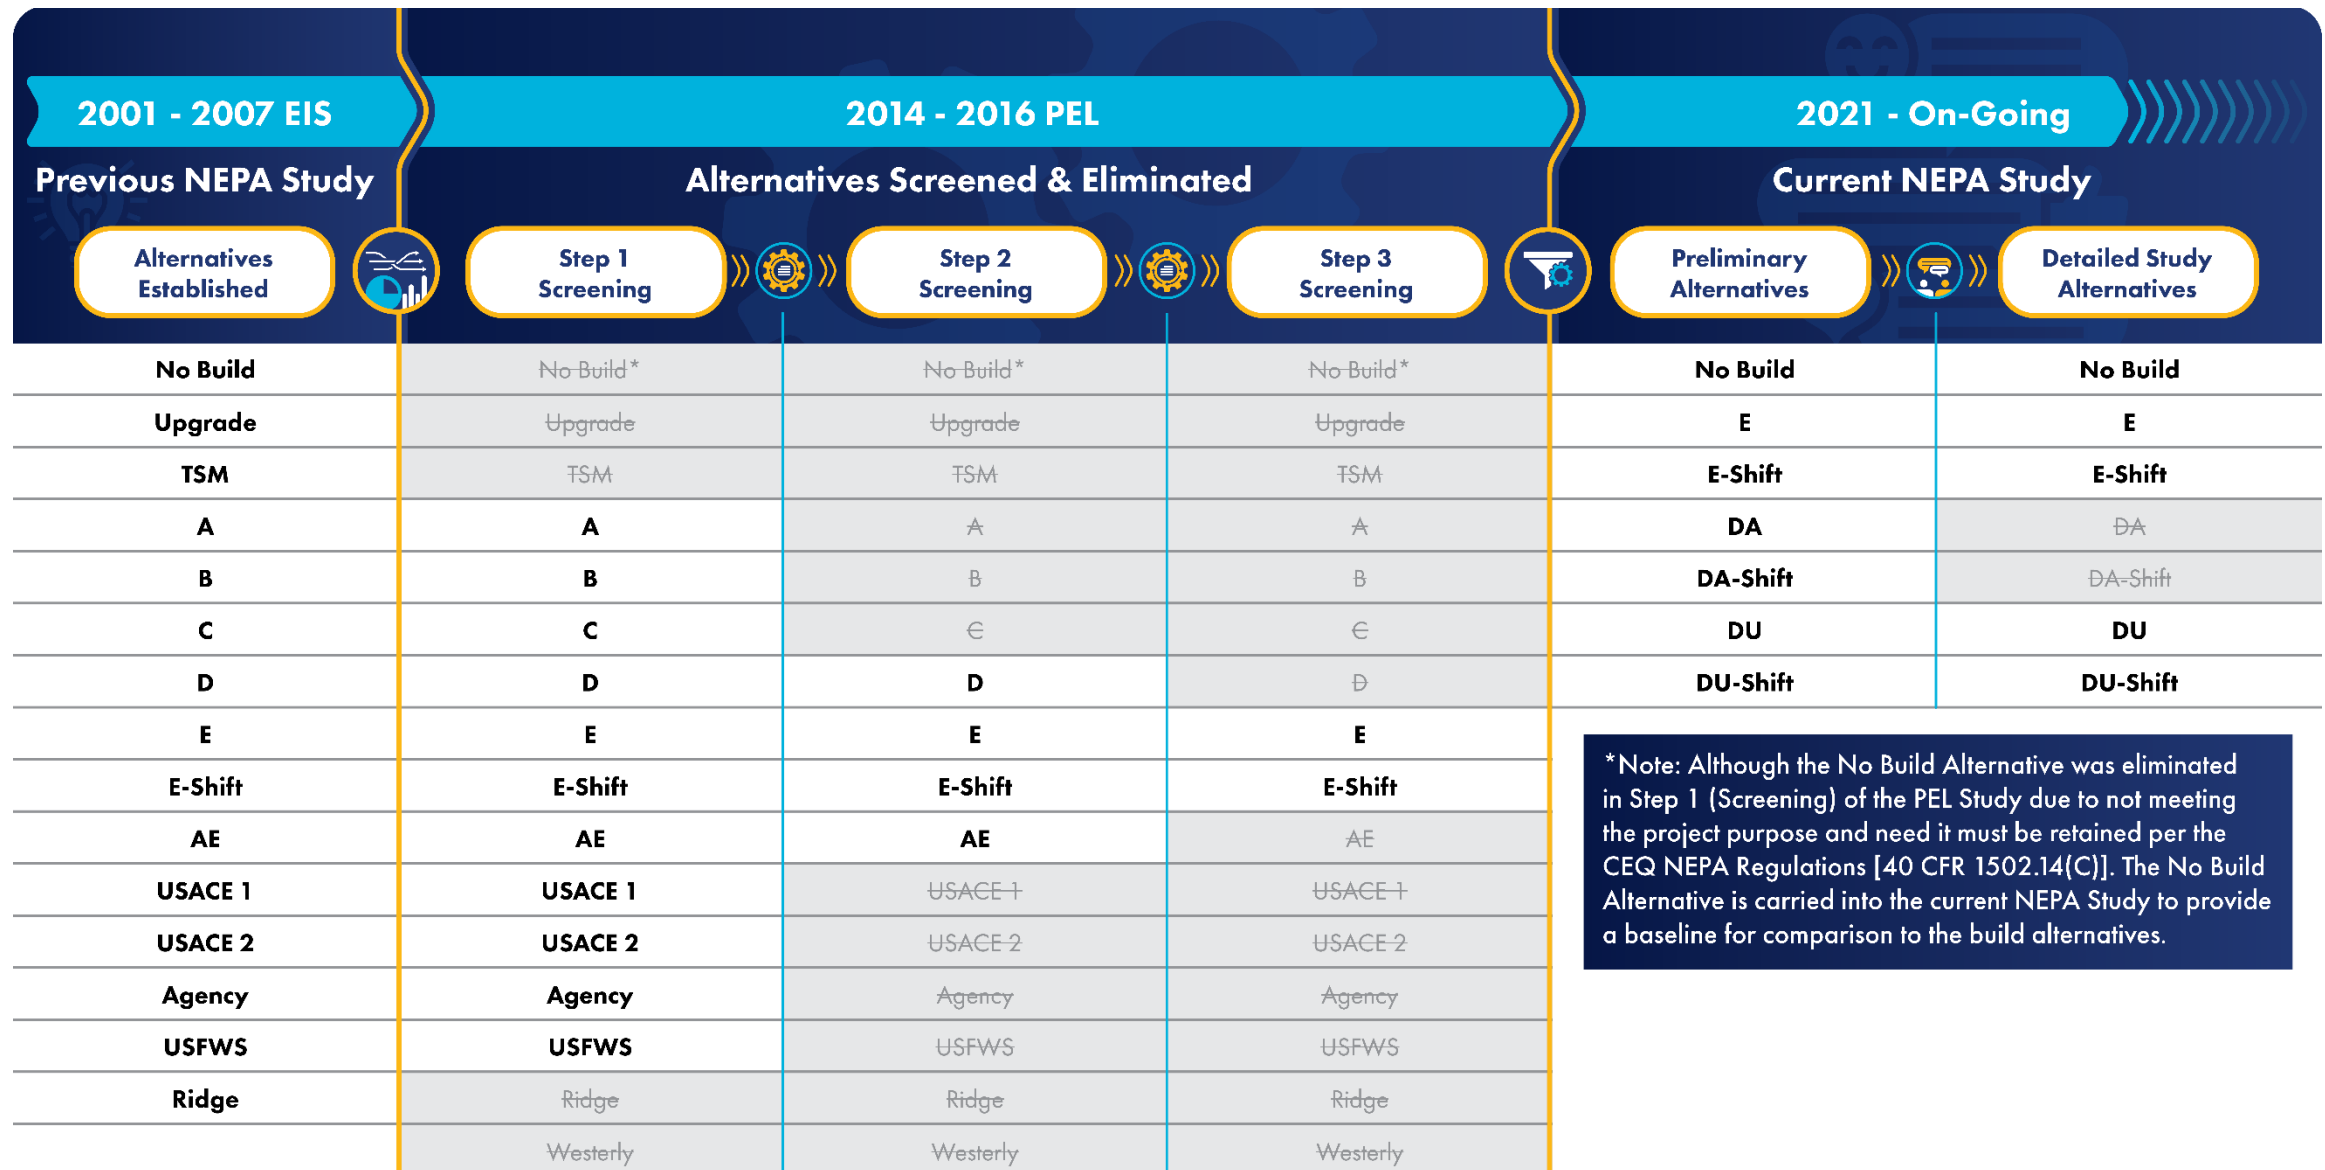 2001 - 2007 EIS
2014 - 2016 PEL
2021 - On-Going
Previous NEPA Study
Alternatives Screened & Eliminated
Current NEPA Study
Alternatives
Established
Step 1
Screening
Step 2
Screening
Step 3
Screening
Preliminary
Alternatives
Detailed Study
Alternatives
No Build No Build* No Build* No Build* No Build No Build
Upgrade Upgrade Upgrade Upgrade E E
TSM TSM TSM TSM E-Shift E-Shift
A A A A DA DA
B B B B DA-Shift DA-Shift
C C C C DU DU
D D D D DU-Shift DU-Shift
E E E E
E-Shift E-Shift E-Shift E-Shift
AE AE AE AE
USACE 1 USACE 1 USACE 1 USACE 1
USACE 2 USACE 2 USACE 2 USACE 2
Agency Agency Agency Agency
USFWS USFWS USFWS USFWS
Ridge Ridge Ridge Ridge
Westerly Westerly Westerly
*Note: Although the No Build Alternative was eliminated
in Step 1 (Screening) of the PEL Study due to not meeting
the project purpose and need it must be retained per the
CEQ NEPA Regulations [40 CFR 1502.14(C)]. The No Build
Alternative is carried into the current NEPA Study to provide
a baseline for comparison to the build alternatives.